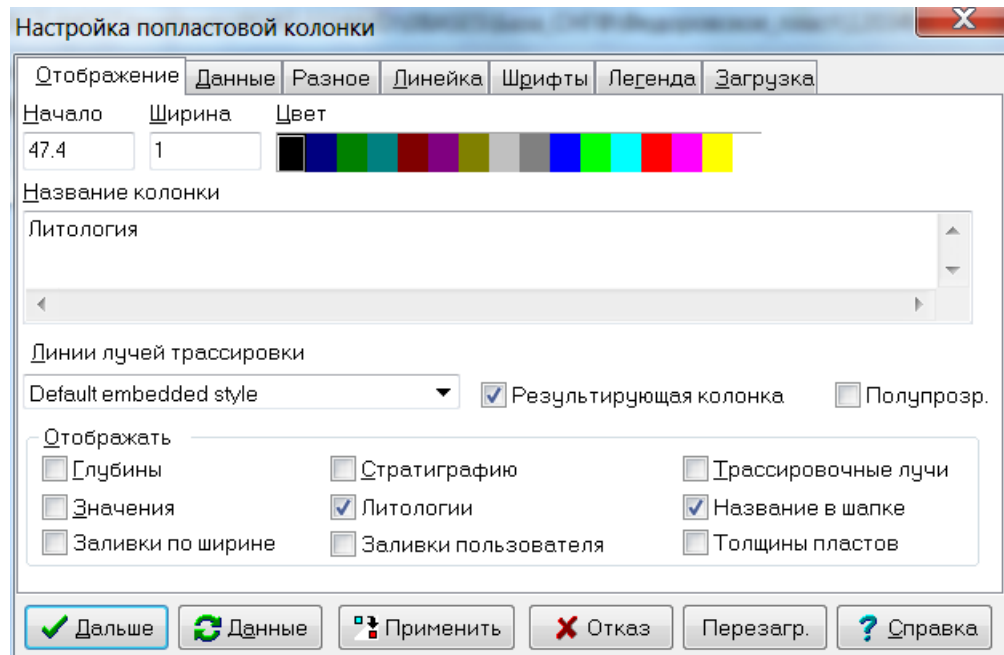 Настройка попластовой колонки
Отображение Данные Разное Линейка Шрифты Легенда Загрузка
Начало Ширина Цвет
47.4 1
Название колонки
Литология
Линии лучей трассировки
Default embedded style Результирующая колонка Полупрозр.
Отображать
Глубины Стратиграфию Трассировочные лучи
Значения Литологии Название в шапке
Заливки по ширине Заливки пользователя Толщины пластов
Дальше Данные Применить Отказ Перезагр. Справка